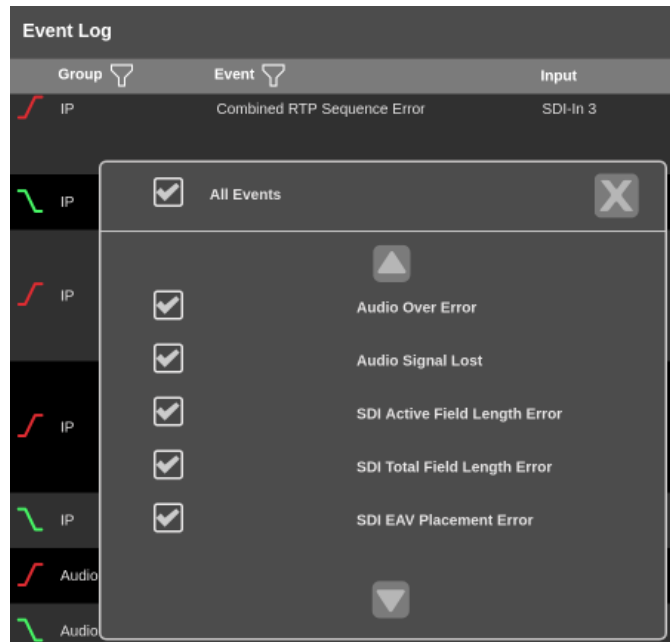 Event Log
Group Event Input
IP Combined RTP Sequence Error SDI-In 3
IP
All Events X
IP
Audio Over Error
Audio Signal Lost
SDI Active Field Length Error
IP
SDI Total Field Length Error
IP
SDI EAV Placement Error
Audio
Audio